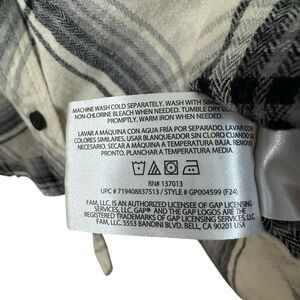 MACHINE WASH COLD SEPARATELY. WASH WITH
NON-CHLORINE BLEACH WHEN NEEDED. TUMBLE DRY
PROMPTLY. WARM IRON WHEN NEEDED.
LAVAR A MÁQUINA CON AGUA FRÍA POR SEPARADO. LAVAR CON
COLORES SIMILARES. USAR BLANQUEADOR SIN CLORO CUANDO
NECESARIO. SECAR A MÁQUINA A TEMPERATURA BAJA. REMOVER
PRONTO. PLANCHAR A TEMPERATURA MEDIA.
RN# 137013
UPC # 719408837513 / STYLE # GP004599 (F24)
FAM, LLC. IS AN AUTHORIZED LICENSEE OF GAP LICENSING
SERVICES, LLC. GAP® AND THE GAP LOGOS ARE THE
REGISTERED TRADEMARKS OF GAP LICENSING SERVICES, LLC.
FAM, LLC. 5553 BANDINI BLVD. BELL, CA 90201 USA